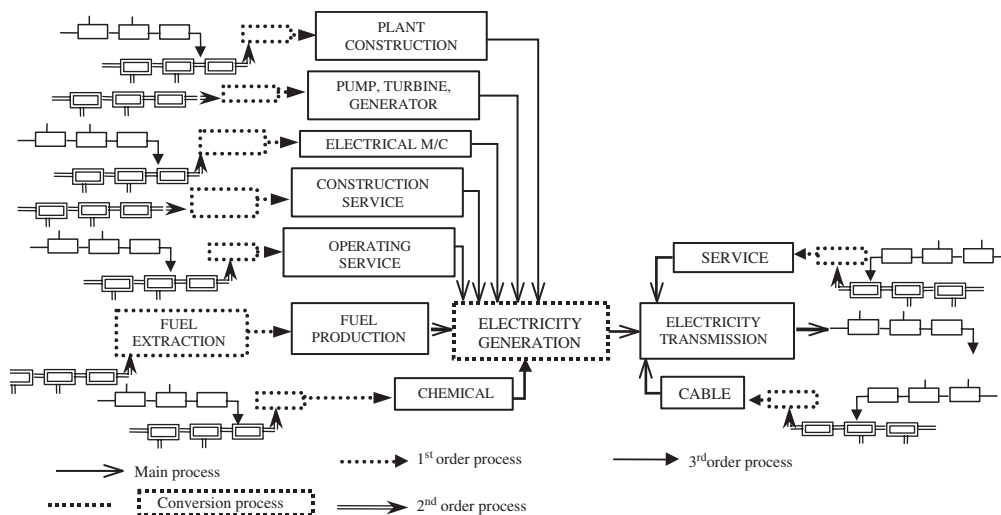 PLANT
CONSTRUCTION
PUMP, TURBINE,
GENERATOR
ELECTRICAL M/C
CONSTRUCTION
SERVICE
OPERATING
SERVICE
SERVICE
FUEL
EXTRACTION
FUEL
PRODUCTION
ELECTRICITY
GENERATION
ELECTRICITY
TRANSMISSION
CHEMICAL
CABLE
Main process
1st order process
3rd order process
Conversion process
2nd order process